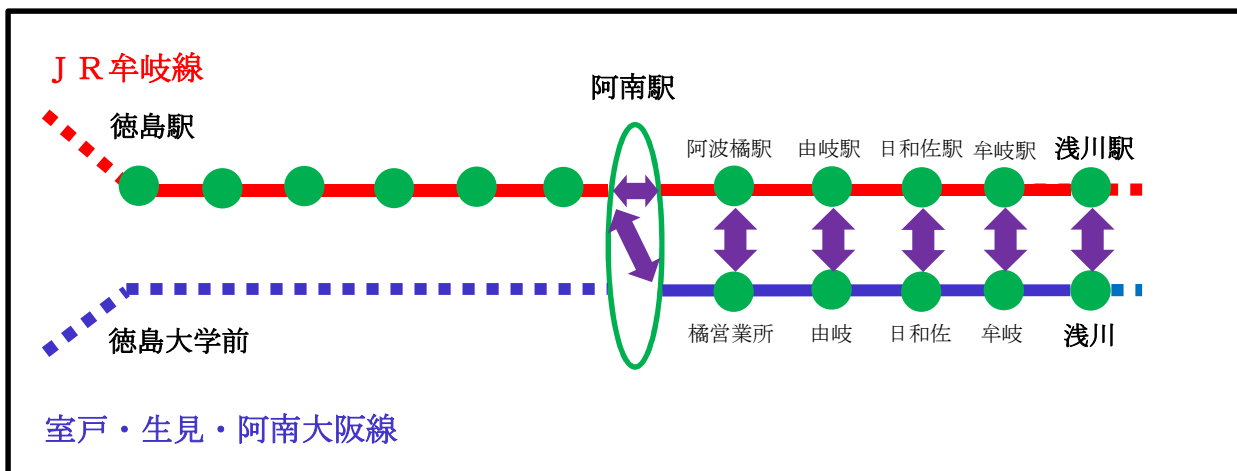 ＪＲ牟岐線
徳島駅
阿南駅
阿波橘駅
由岐駅
日和佐駅
牟岐駅
浅川駅
徳島大学前
橘営業所
由岐
日和佐
牟岐
浅川
室戸・生見・阿南大阪線